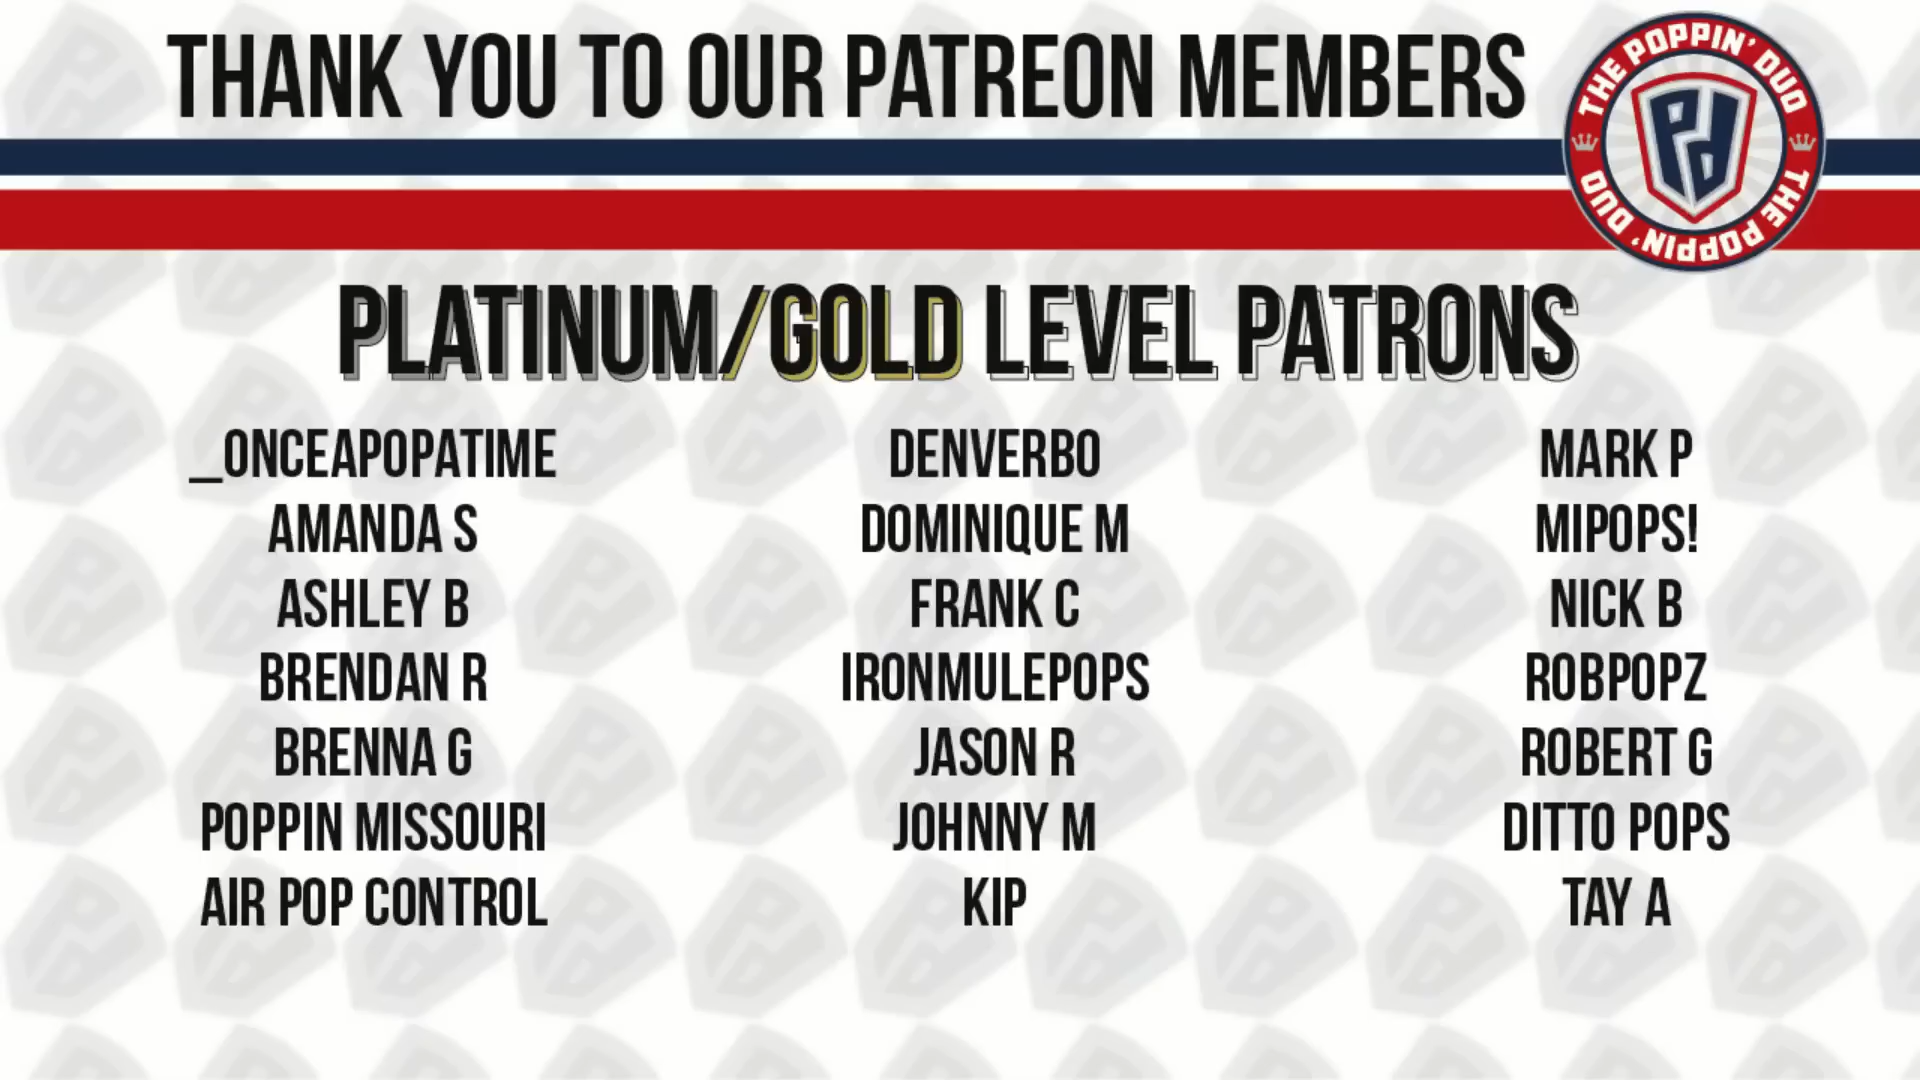 THANK YOU TO OUR PATREON MEMBERS
THE POPPIN' DUO
THE POPPIN' DUO
PD
PLATINUM/GOLD LEVEL PATRONS
_ONCEAPOPATIME
AMANDA S
ASHLEY B
BRENDAN R
BRENNA G
POPPIN MISSOURI
AIR POP CONTROL
DENVERBO
DOMINIQUE M
FRANK C
IRONMULEPOPS
JASON R
JOHNNY M
KIP
MARK P
MIPOPS!
NICK B
ROBPOPZ
ROBERT G
DITTO POPS
TAY A